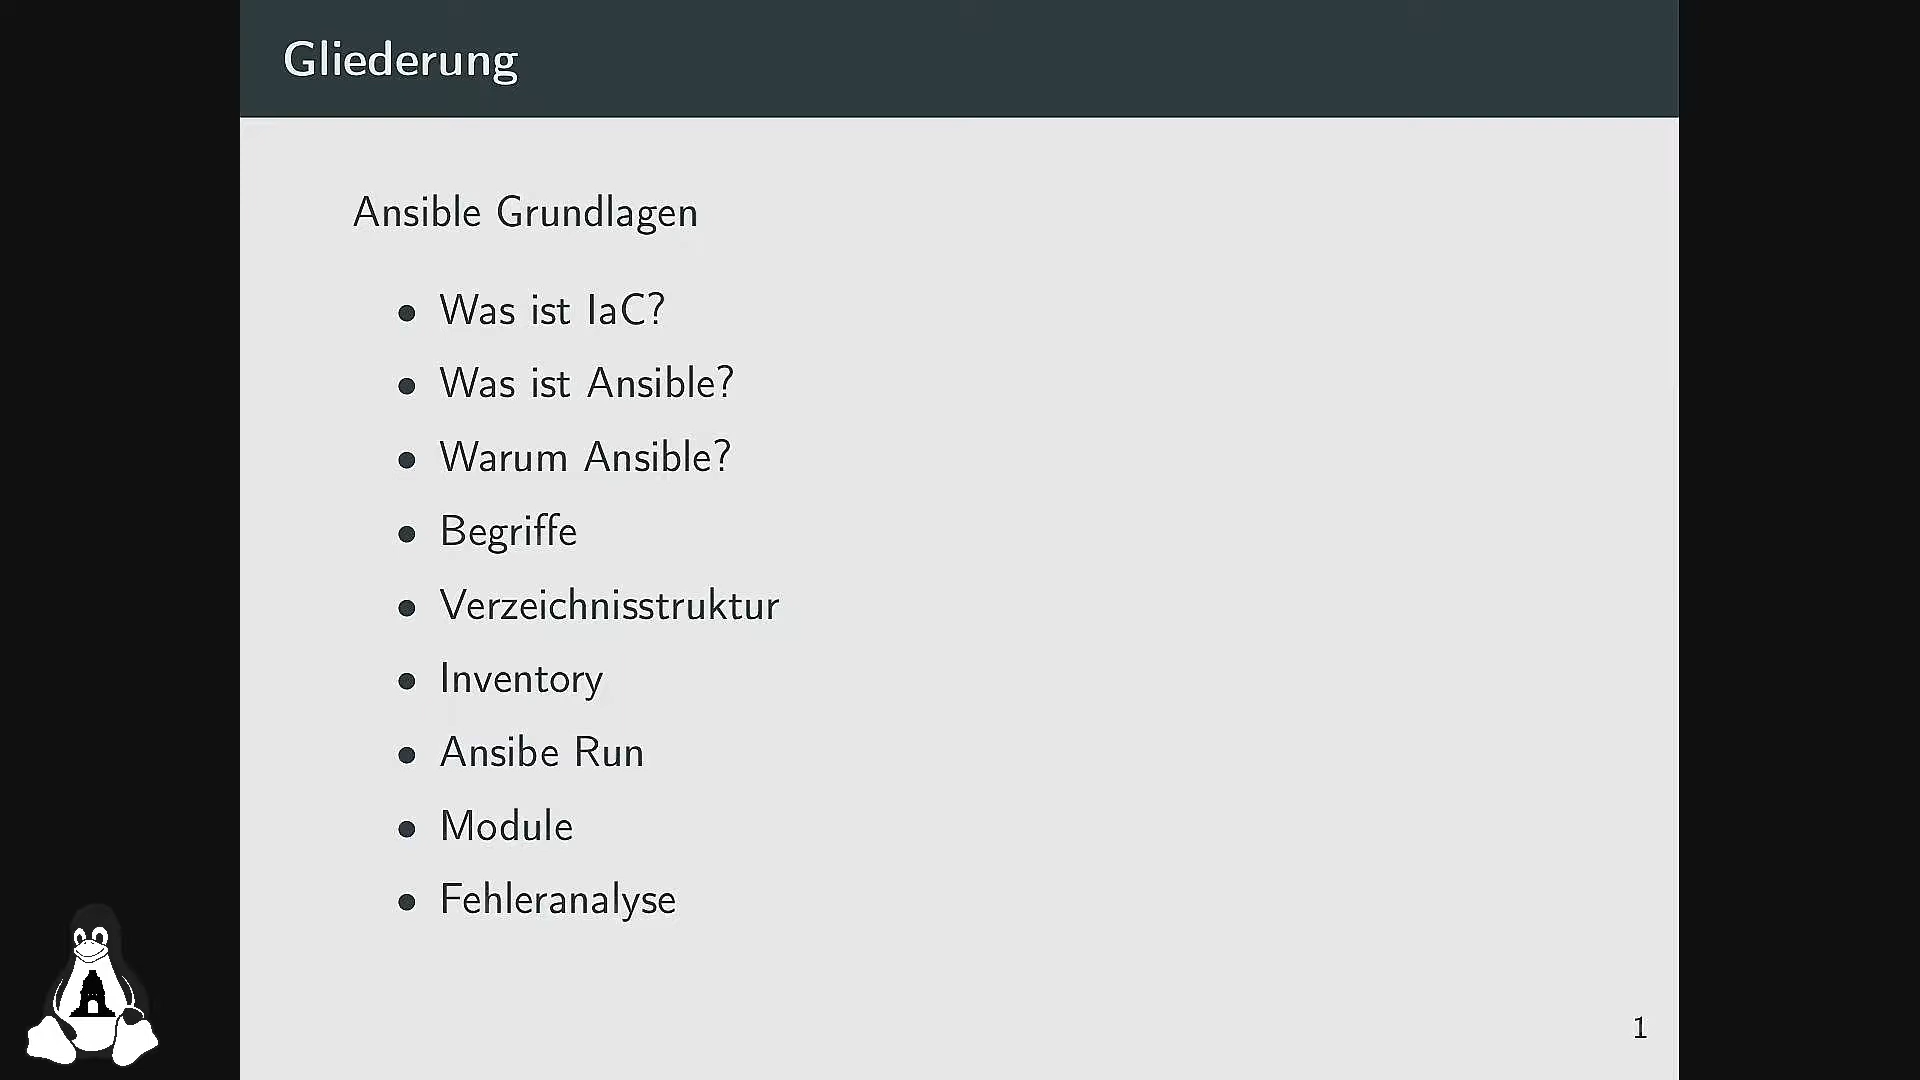 Gliederung
Ansible Grundlagen
• Was ist IaC?
• Was ist Ansible?
• Warum Ansible?
• Begriffe
• Verzeichnisstruktur
• Inventory
• Ansibe Run
• Module
• Fehleranalyse
1